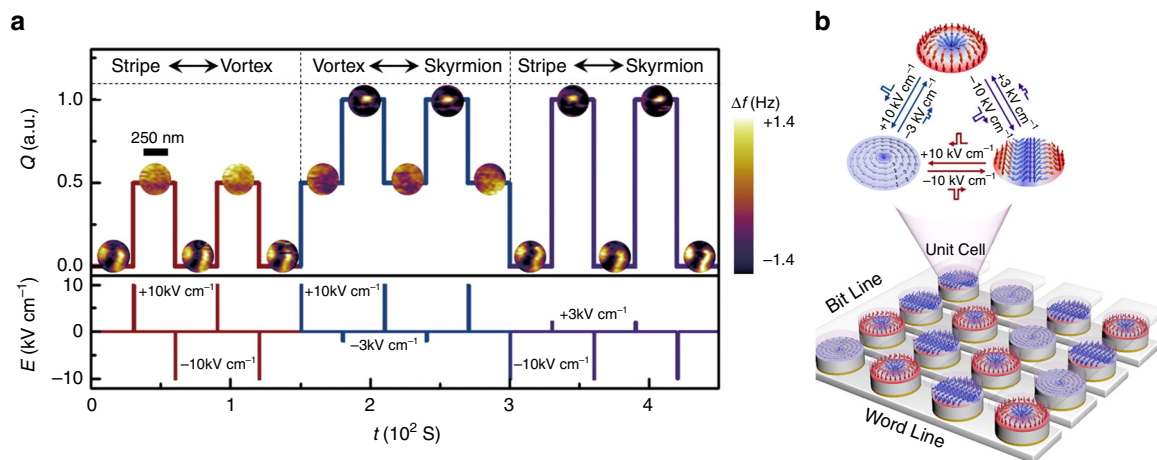 a
Stripe ⟷ Vortex
Vortex ⟷ Skyrmion
Stripe ⟷ Skyrmion
Q (a.u.)
1.0
0.5
0.0
250 nm
Δf (Hz)
+1.4
−1.4
E (kV cm⁻¹)
10
0
−10
+10kV cm⁻¹
−10kV cm⁻¹
+10kV cm⁻¹
−3kV cm⁻¹
+3kV cm⁻¹
−10kV cm⁻¹
0
1
2
3
4
t (10² S)
b
+10 kV cm⁻¹
−3 kV cm⁻¹
+3 kV cm⁻¹
−10 kV cm⁻¹
+10 kV cm⁻¹
−10 kV cm⁻¹
Unit Cell
Bit Line
Word Line